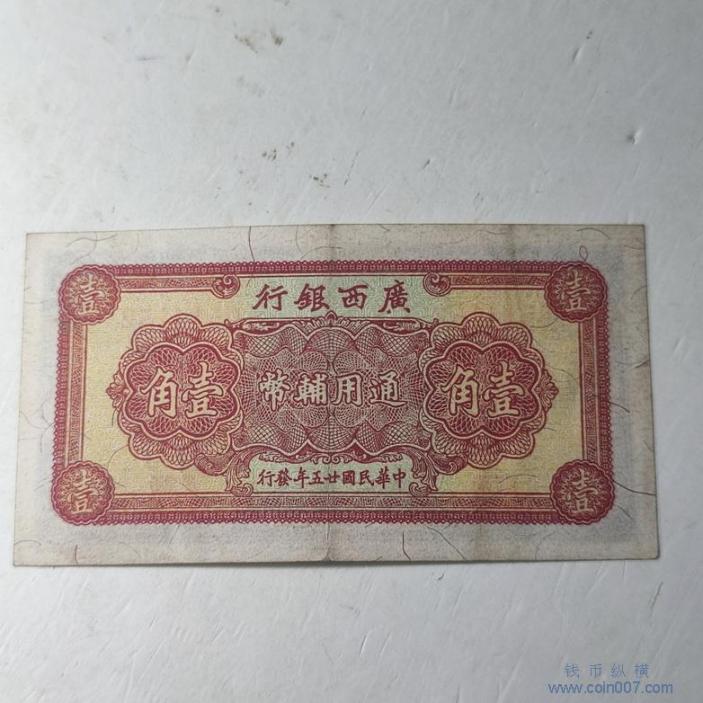 壹
壹
廣西銀行
壹角
通用輔幣
壹角
中華民國廿五年發行
壹
壹
钱币纵横
www.coin007.com